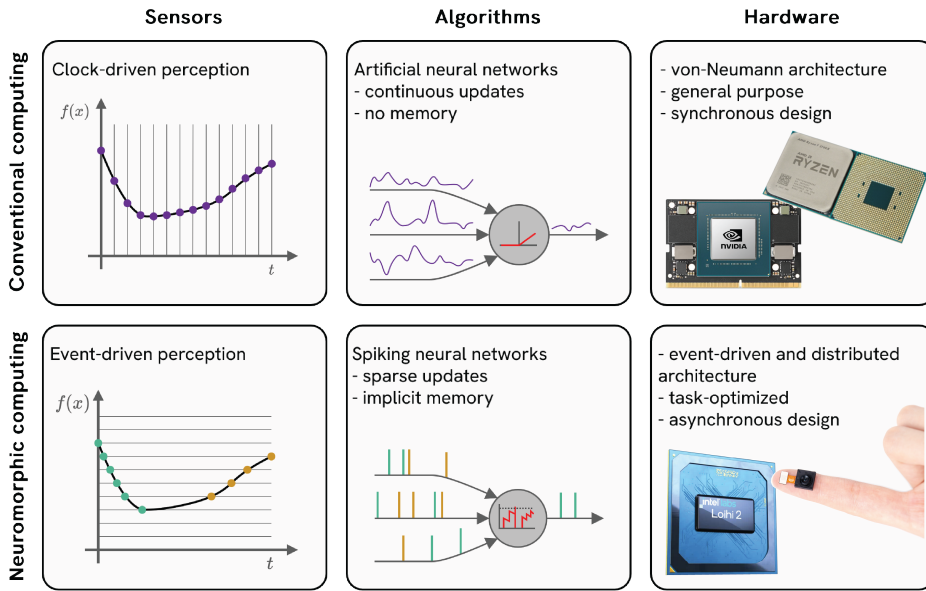 Sensors
Algorithms
Hardware
Conventional computing
Clock-driven perception
f(x)
t
Artificial neural networks
- continuous updates
- no memory
- von-Neumann architecture
- general purpose
- synchronous design
RYZEN
NVIDIA
Neuromorphic computing
Event-driven perception
f(x)
t
Spiking neural networks
- sparse updates
- implicit memory
- event-driven and distributed
architecture
- task-optimized
- asynchronous design
intel
Loihi 2